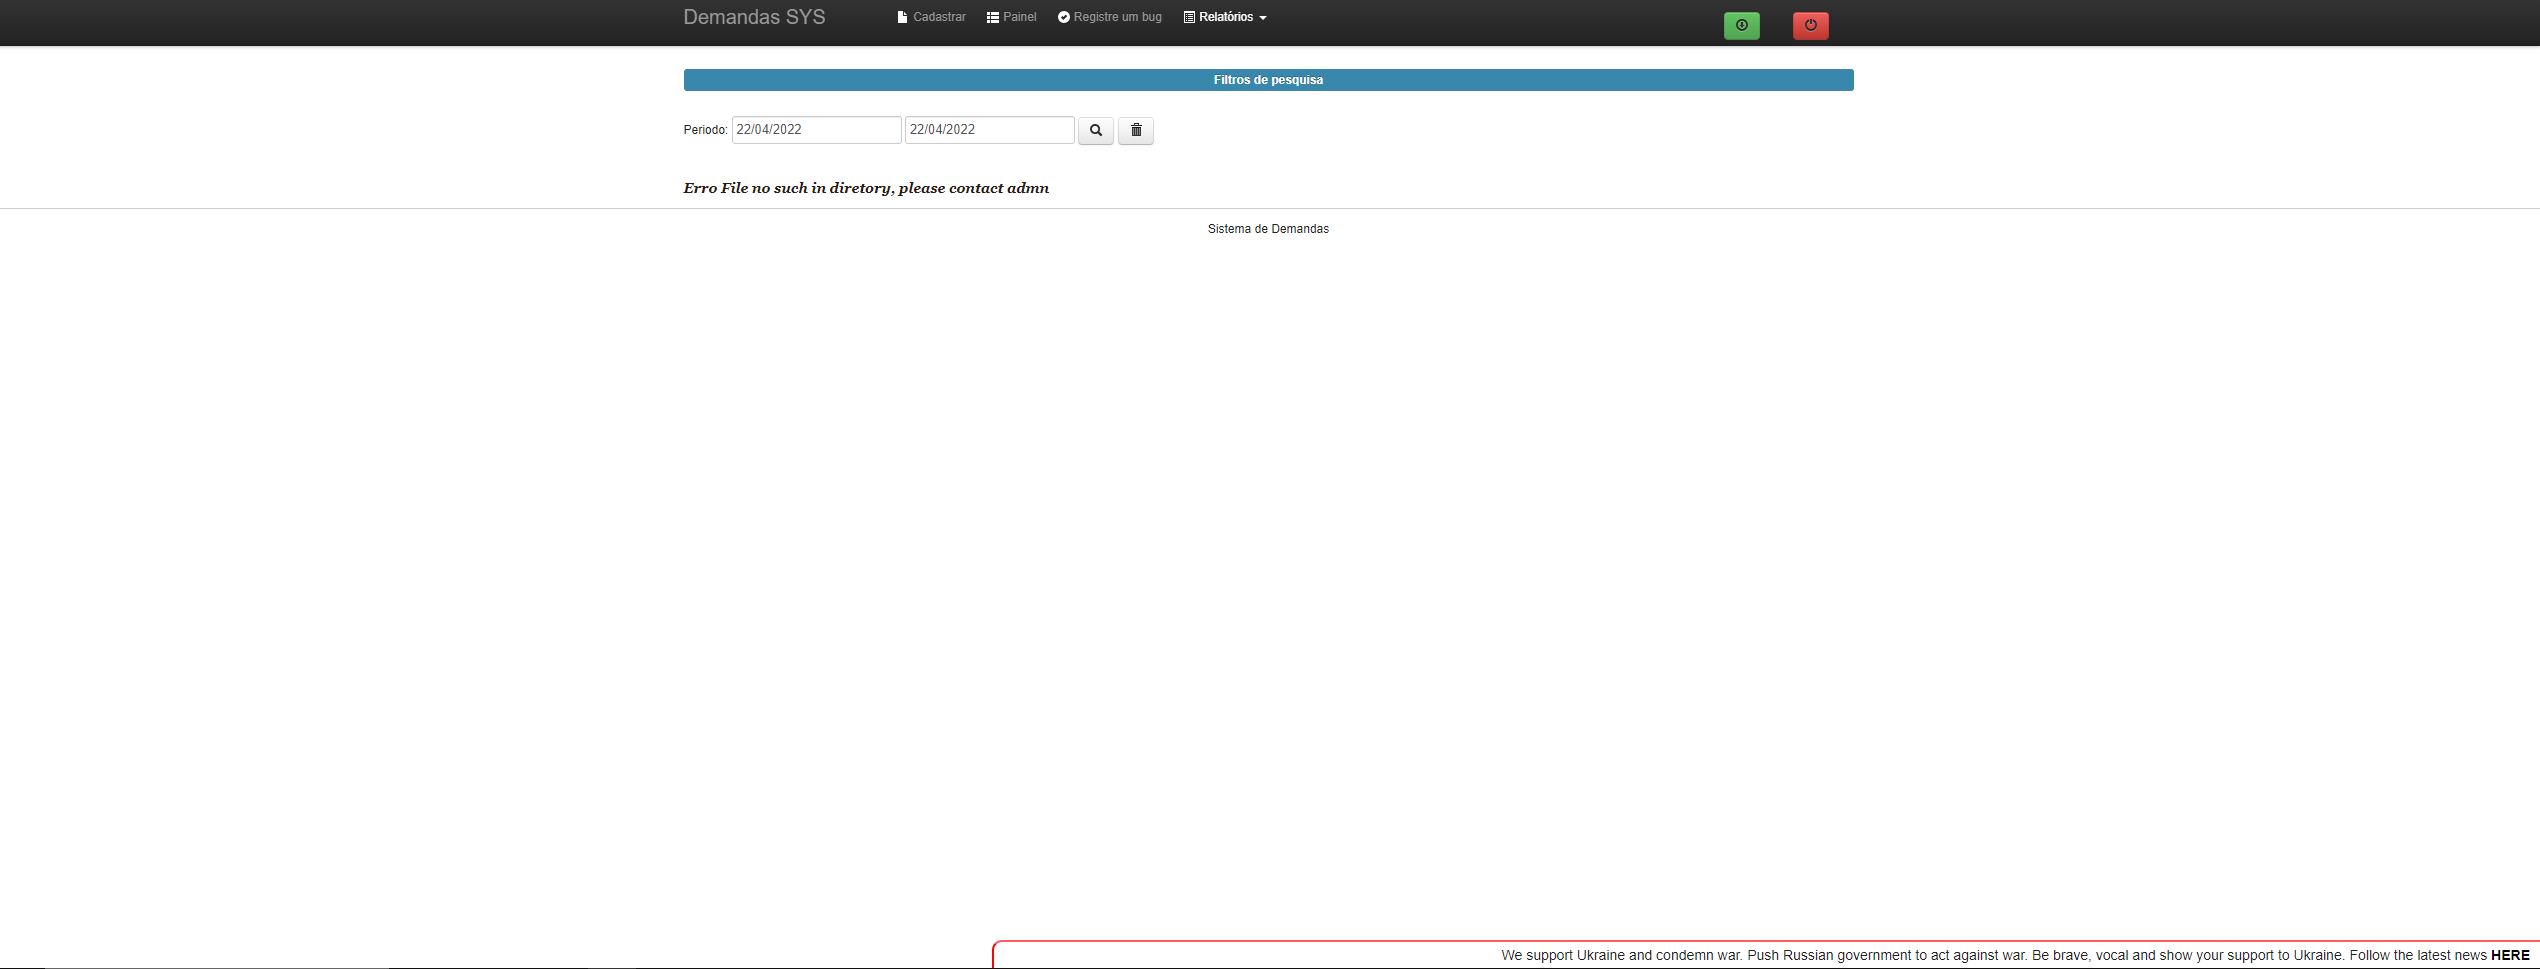 Demandas SYS Cadastrar Painel Registre um bug Relatórios
Filtros de pesquisa
Periodo: 22/04/2022 22/04/2022
Erro File no such in diretory, please contact admn
Sistema de Demandas
We support Ukraine and condemn war. Push Russian government to act against war. Be brave, vocal and show your support to Ukraine. Follow the latest news HERE